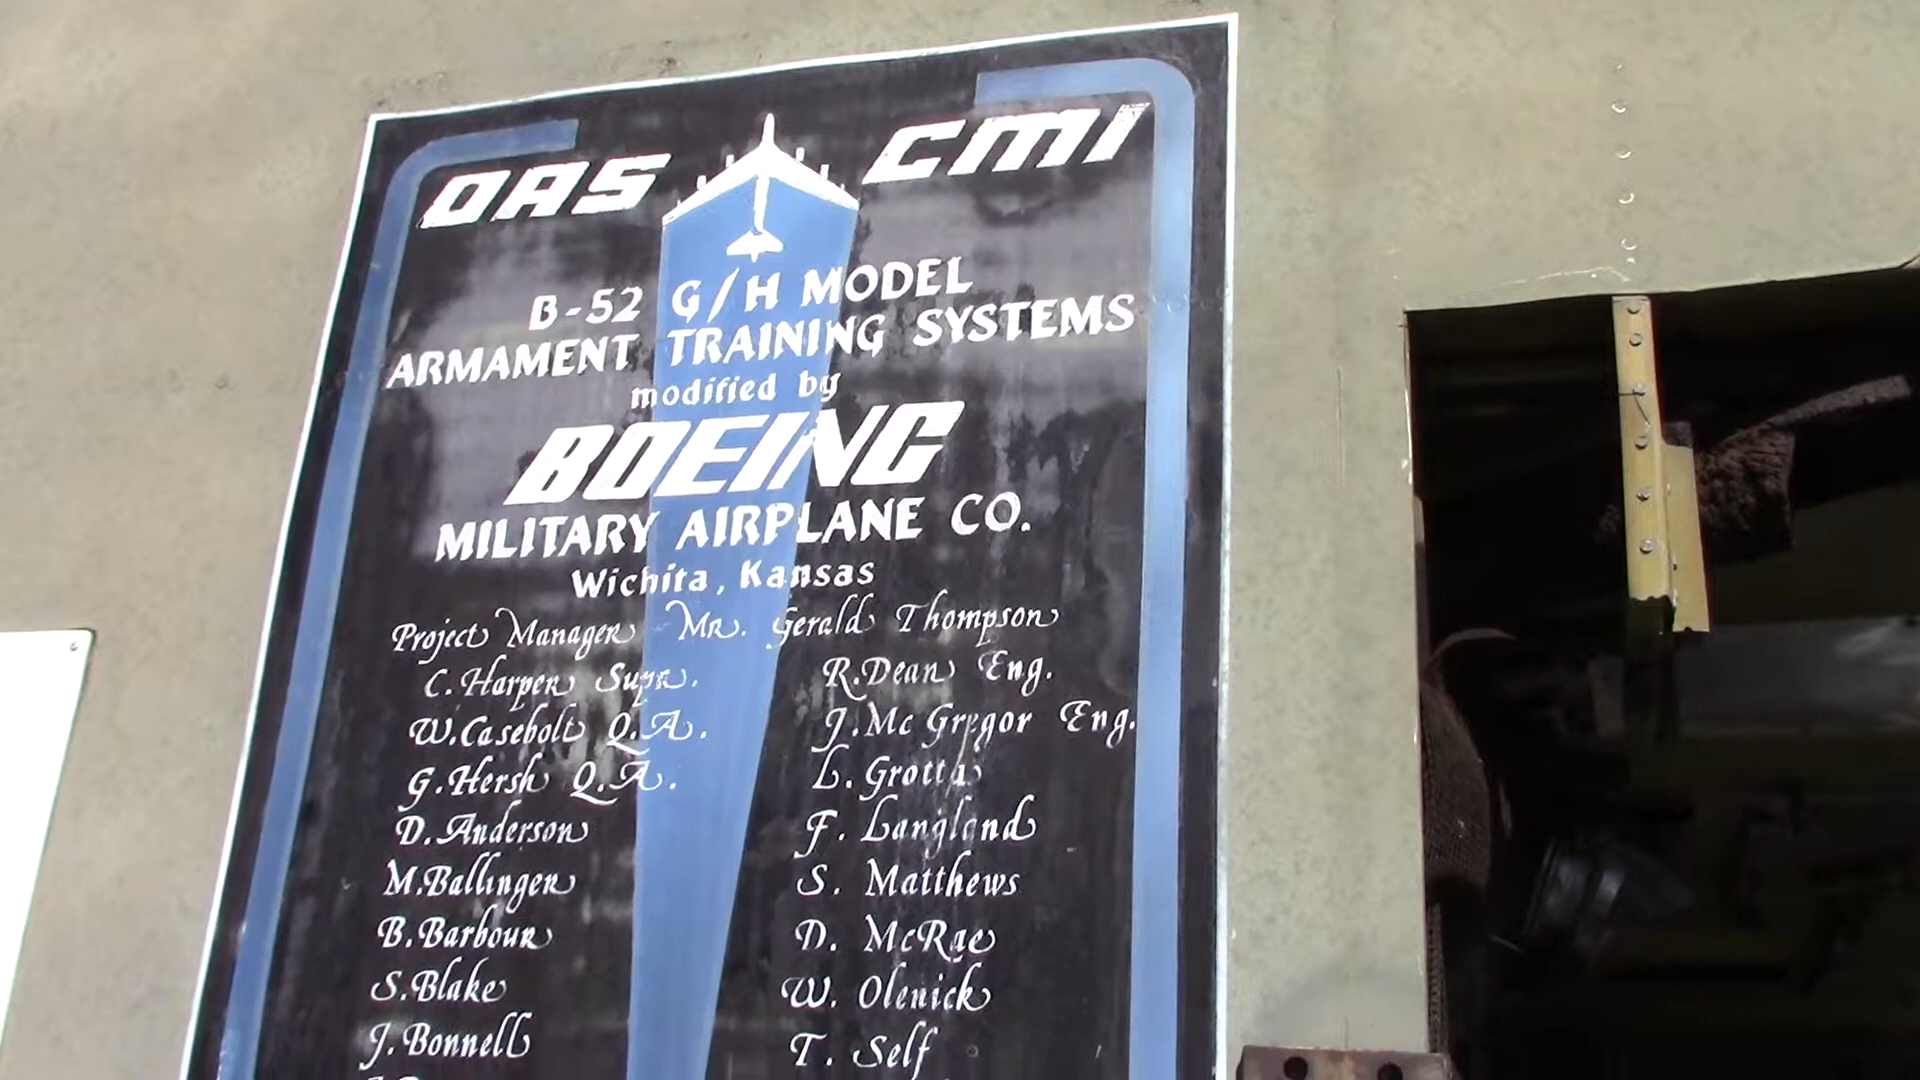 OAS CMI
B-52 G/H MODEL
ARMAMENT TRAINING SYSTEMS
modified by
BOEING
MILITARY AIRPLANE CO.
Wichita, Kansas
Project Manager Mr. Gerald Thompson
C. Harper Supr. R. Dean Eng.
W. Casebolt Q.A. J. Mc Gregor Eng.
G. Hersh Q.A. L. Grotta
D. Anderson F. Langland
M. Ballinger S. Matthews
B. Barbour D. McRae
S. Blake W. Olenick
J. Bonnell T. Self